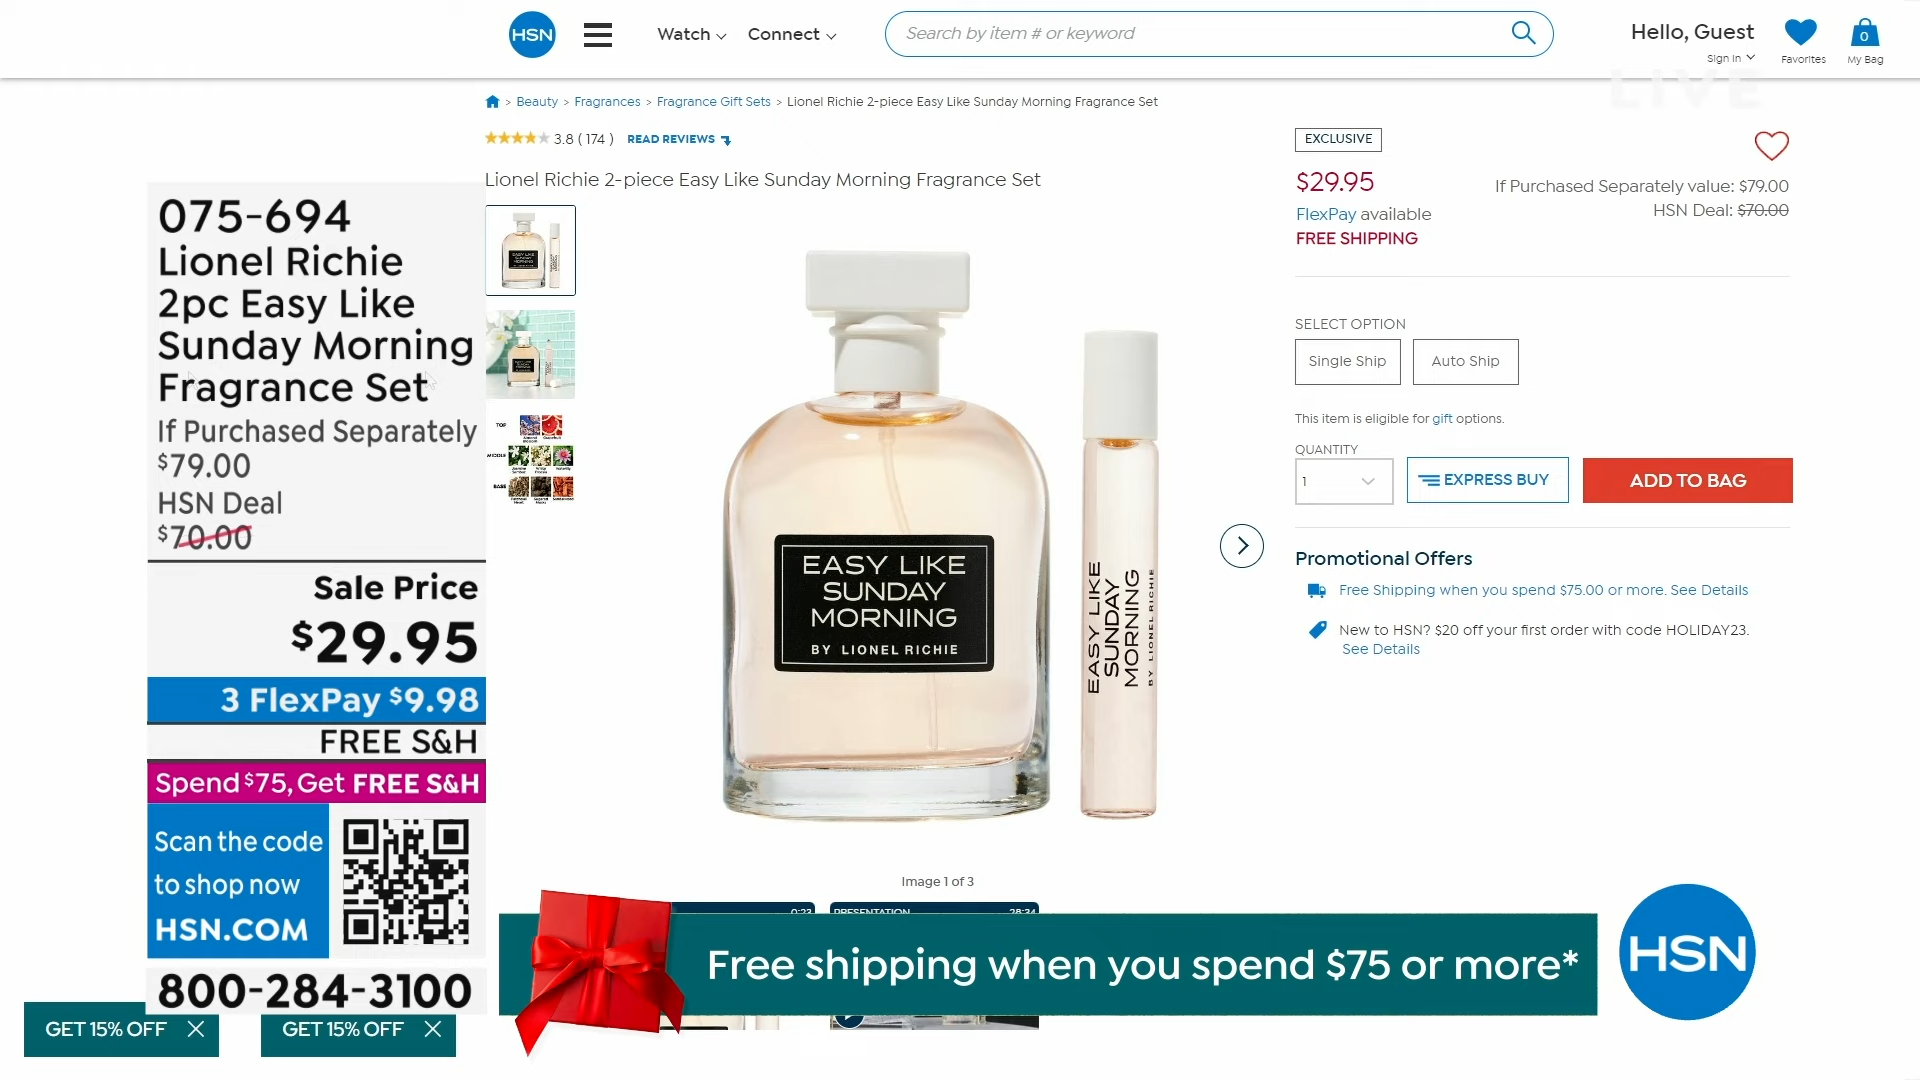 HSN
Watch
Connect
Search by item # or keyword
Hello, Guest
Sign In
Favorites
0
My Bag
LIVE
> Beauty > Fragrances > Fragrance Gift Sets > Lionel Richie 2-piece Easy Like Sunday Morning Fragrance Set
3.8 ( 174 ) READ REVIEWS
Lionel Richie 2-piece Easy Like Sunday Morning Fragrance Set
075-694
Lionel Richie
2pc Easy Like
Sunday Morning
Fragrance Set
If Purchased Separately
$79.00
HSN Deal
$70.00
Sale Price
$29.95
3 FlexPay $9.98
FREE S&H
Spend $75, Get FREE S&H
Scan the code
to shop now
HSN.COM
800-284-3100
GET 15% OFF
GET 15% OFF
TOP
MIDDLE
BASE
EASY LIKE
SUNDAY
MORNING
BY LIONEL RICHIE
EASY LIKE
SUNDAY
MORNING
BY LIONEL RICHIE
Image 1 of 3
0:23
PRESENTATION 28:34
Free shipping when you spend $75 or more*
HSN
EXCLUSIVE
$29.95
If Purchased Separately value: $79.00
HSN Deal: $70.00
FlexPay available
FREE SHIPPING
SELECT OPTION
Single Ship
Auto Ship
This item is eligible for gift options.
QUANTITY
1
EXPRESS BUY
ADD TO BAG
Promotional Offers
Free Shipping when you spend $75.00 or more. See Details
New to HSN? $20 off your first order with code HOLIDAY23.
See Details